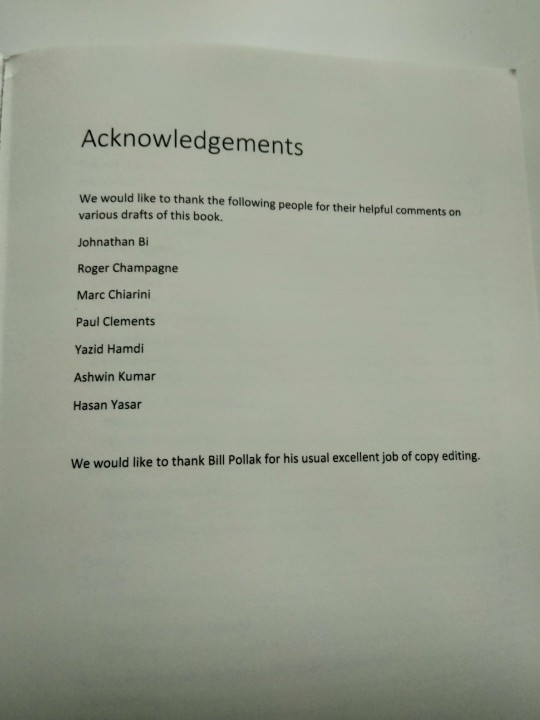 Acknowledgements
We would like to thank the following people for their helpful comments on
various drafts of this book.
Johnathan Bi
Roger Champagne
Marc Chiarini
Paul Clements
Yazid Hamdi
Ashwin Kumar
Hasan Yasar
We would like to thank Bill Pollak for his usual excellent job of copy editing.